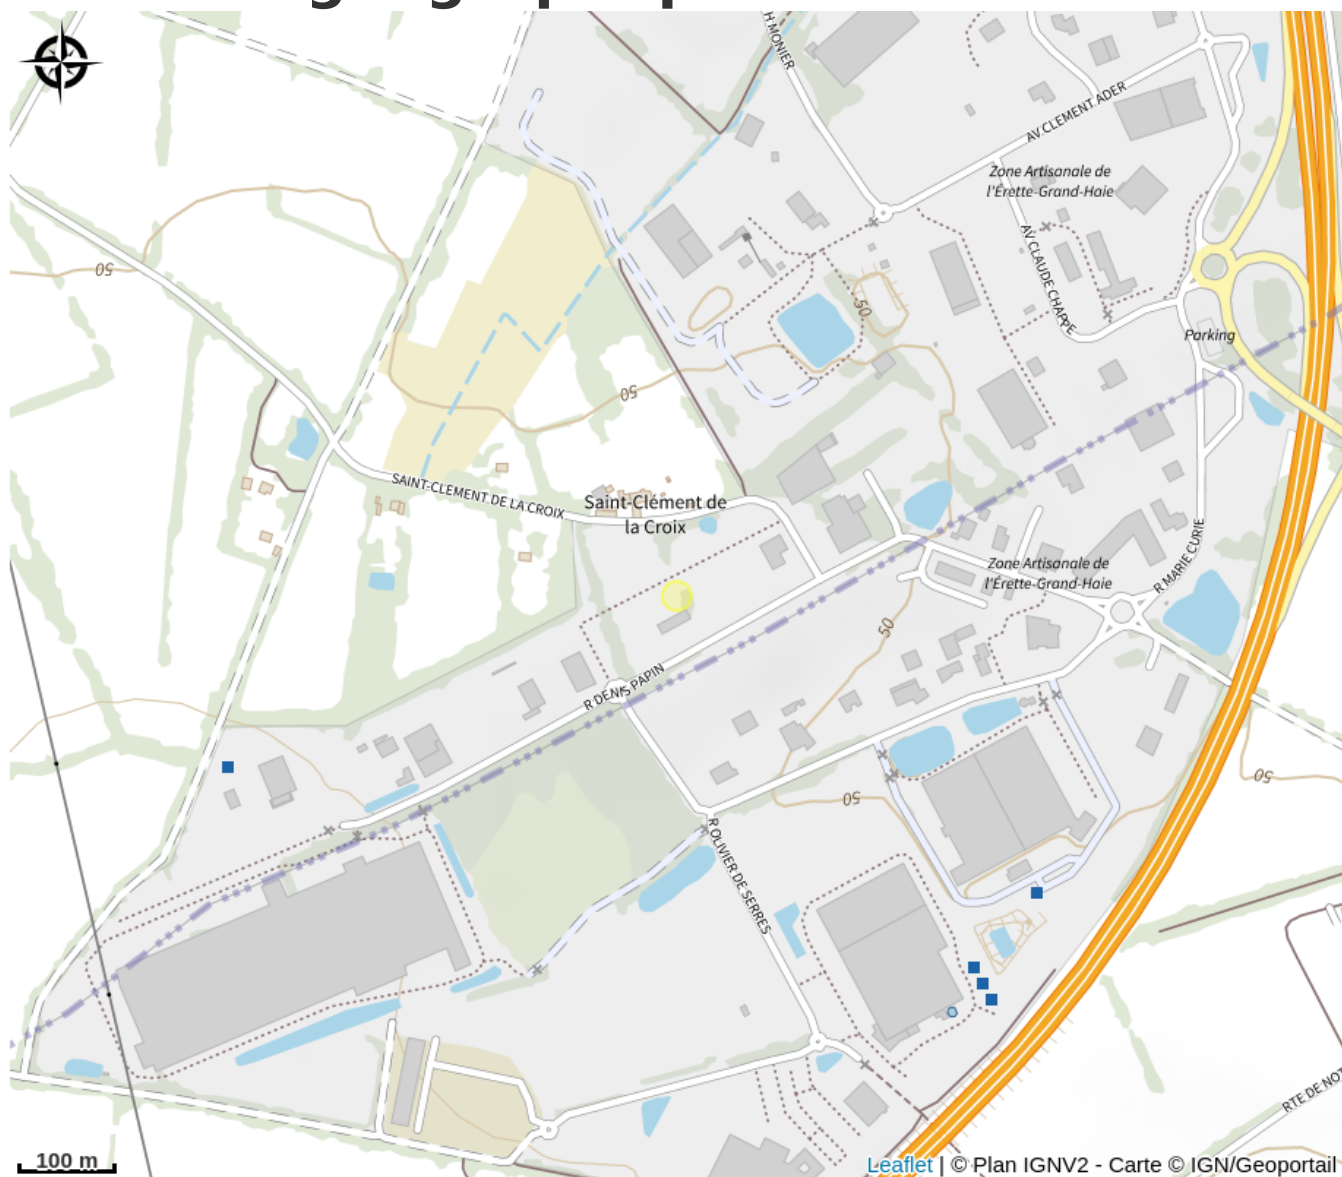 H MONIER
AV CLEMENT ADER
Zone Artisanale de
l'Érette-Grand-Haie
AV CLAUDE CHAPPE
50
50
Parking
50
SAINT-CLEMENT DE LA CROIX
Saint-Clément de
la Croix
R MARIE CURIE
Zone Artisanale de
l'Érette-Grand-Haie
50
R DENIS PAPIN
50
50
R OLIVIER DE SERRES
RTE DE NOT
100 m
Leaflet | © Plan IGNV2 - Carte © IGN/Geoportail